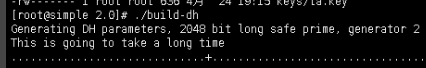 -rw------- 1 root root 636 4月 24 19:15 keys/ta.key
[root@simple 2.0]# ./build-dh
Generating DH parameters, 2048 bit long safe prime, generator 2
This is going to take a long time
.............................+................................